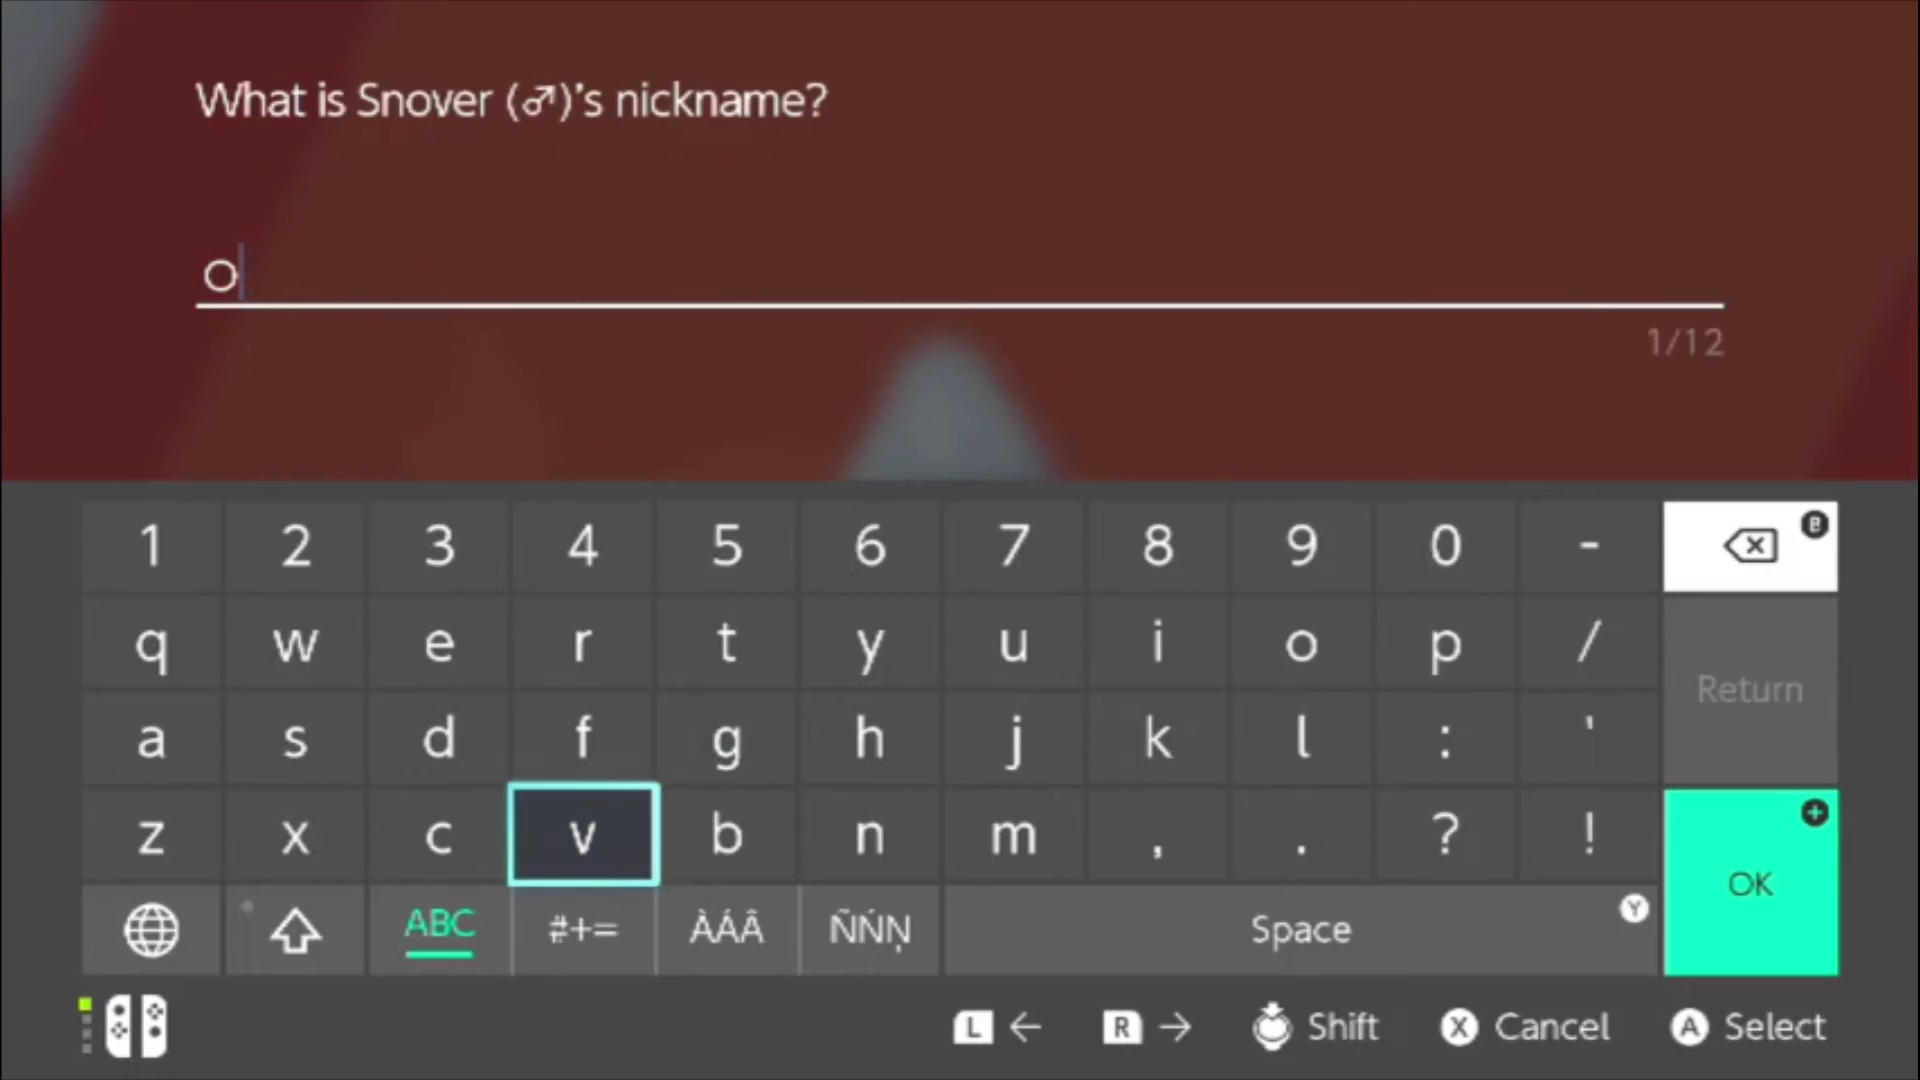 What is Snover (♂)'s nickname?
O
1/12
1 2 3 4 5 6 7 8 9 0 - B
q w e r t y u i o p / Return
a s d f g h j k l : '
z x c v b n m , . ? ! +
ABC #+= ÀÁÂ ÑŃŅ Space Y OK
L ← R → Shift X Cancel A Select